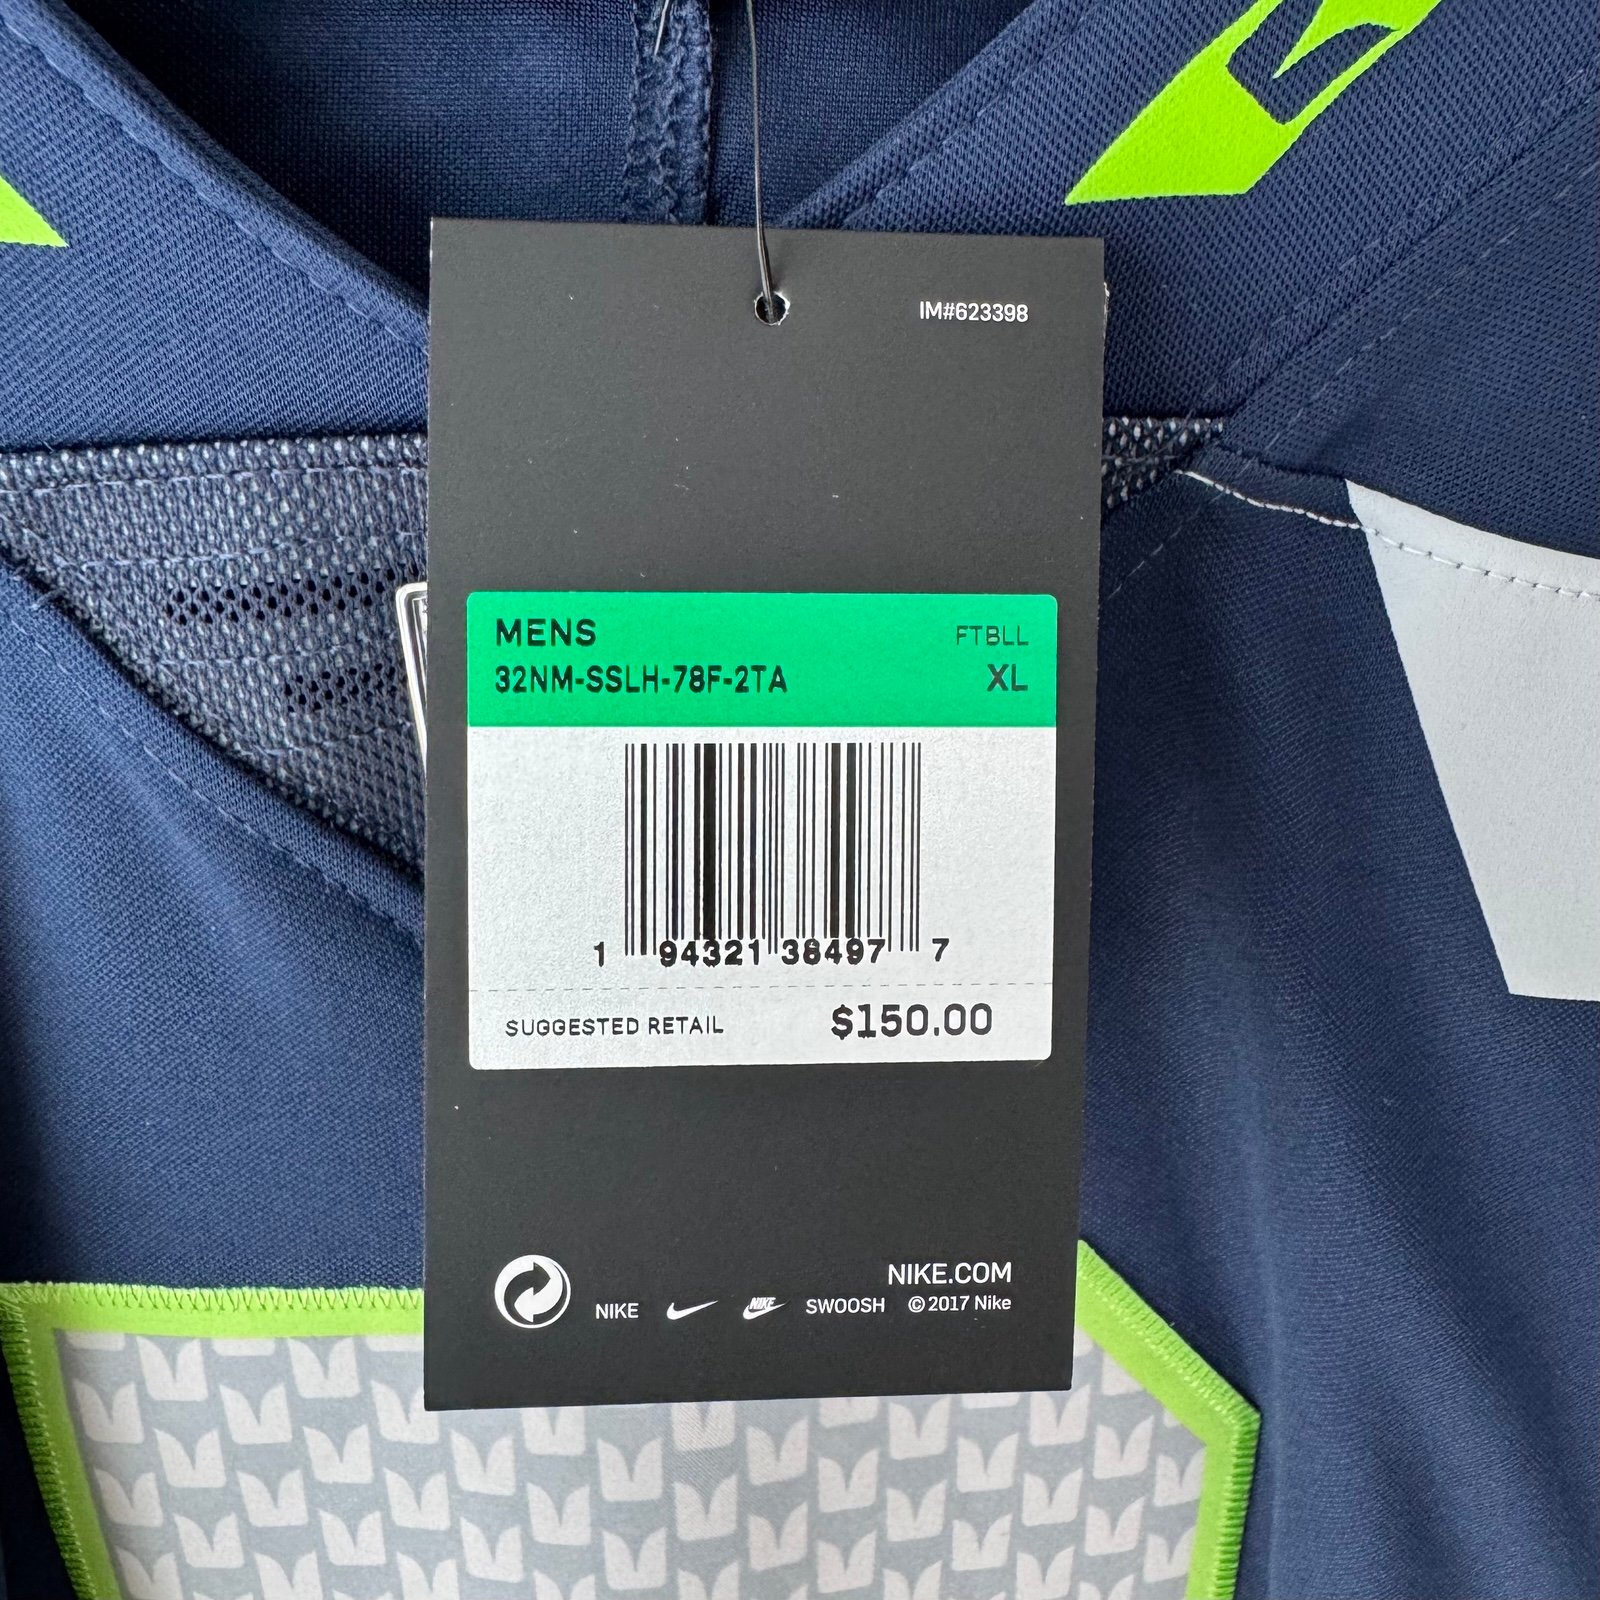 IM#623398
MENS FTBLL
32NM-SSLH-78F-2TA XL
1 94321 38497 7
SUGGESTED RETAIL $150.00
NIKE.COM
NIKE NIKE SWOOSH © 2017 Nike